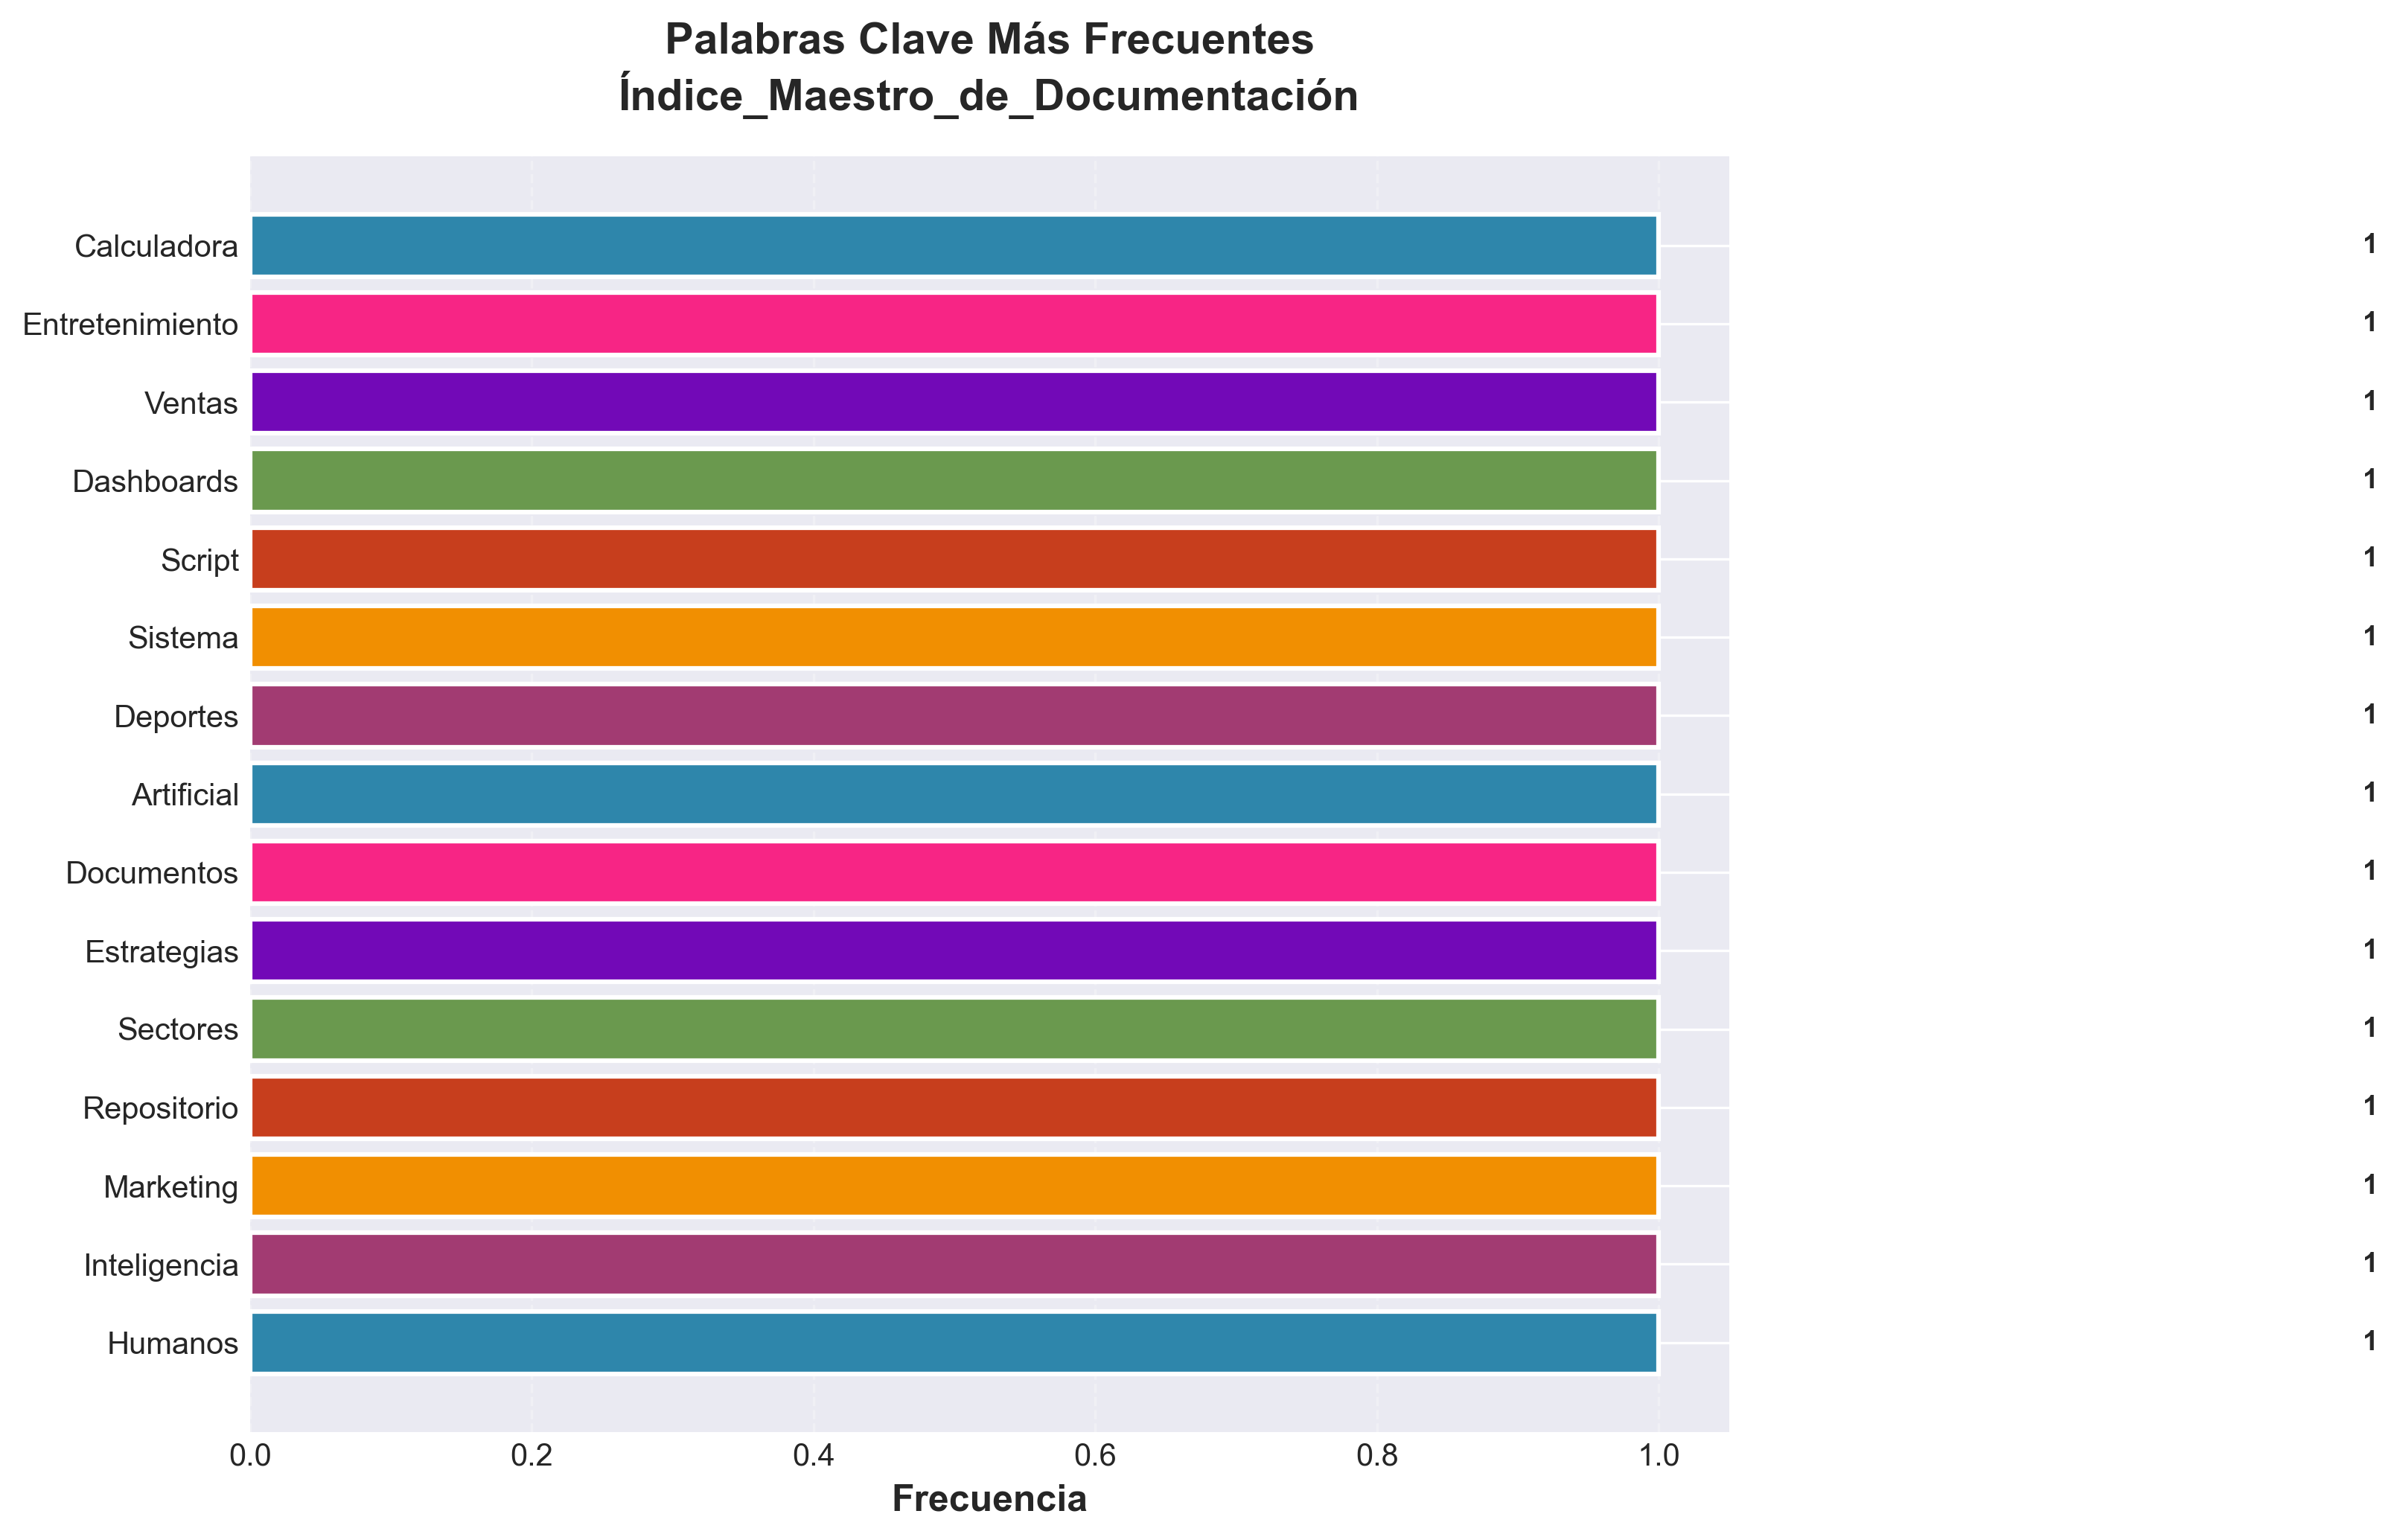 Palabras Clave Más Frecuentes
Índice_Maestro_de_Documentación
Calculadora 1
Entretenimiento 1
Ventas 1
Dashboards 1
Script 1
Sistema 1
Deportes 1
Artificial 1
Documentos 1
Estrategias 1
Sectores 1
Repositorio 1
Marketing 1
Inteligencia 1
Humanos 1
0.0 0.2 0.4 0.6 0.8 1.0
Frecuencia